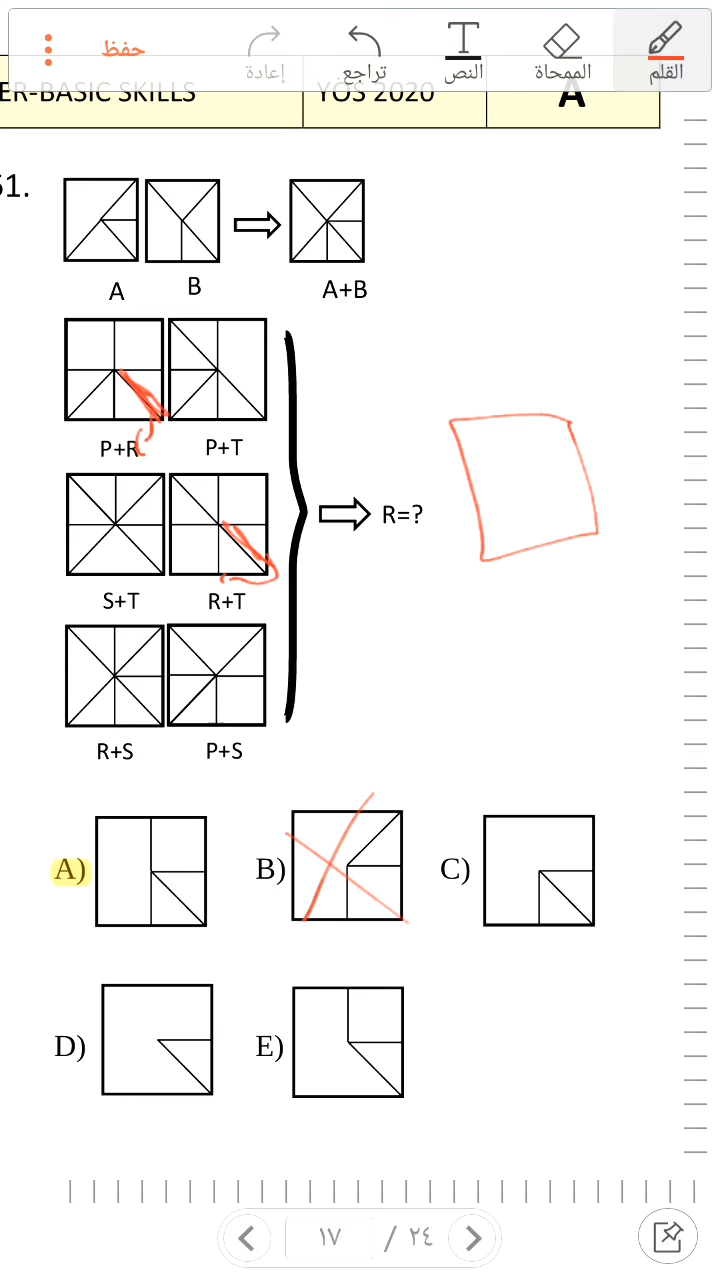 حفظ
إعادة
تراجع
النص
الممحاة
القلم
ER-BASIC SKILLS YÖS 2020 A
51.
A B A+B
P+R P+T
S+T R+T
R=?
R+S P+S
A) B) C)
D) E)
١٧ / ٢٤